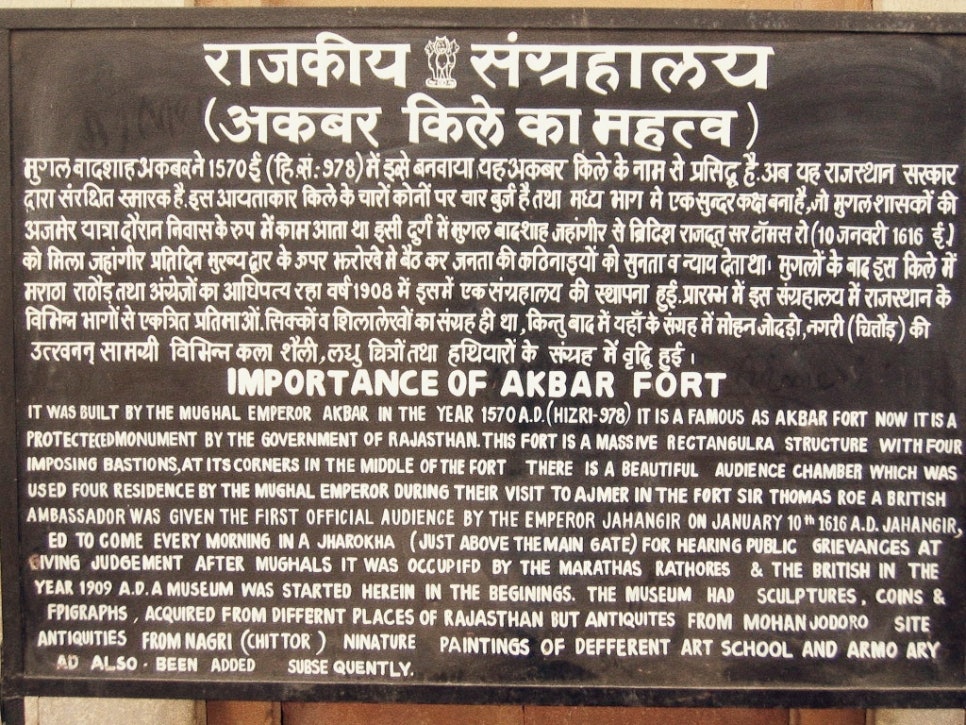 राजकीय संग्रहालय
(अकबर किले का महत्व)
मुगल बादशाह अकबर ने 1570 ई (हि.सं.978) में इसे बनवाया यह अकबर किले के नाम से प्रसिद्ध है. अब यह राजस्थान सरकार
द्वारा संरक्षित स्मारक है. इस आयताकार किले के चारों कोनों पर चार बुर्ज है तथा मध्य भाग मे एक सुन्दर कक्ष बना है, जो मुगल शासकों की
अजमेर यात्रा दौरान निवास के रुप में काम आता था इसी दुर्ग में मुगल बादशाह जहांगीर से ब्रिटिश राजदूत सर टॉमस रो (10 जनवरी 1616 ई.)
को मिला जहांगीर प्रतिदिन मुख्य द्वार के ऊपर झरोखे मे बैठ कर जनता की कठिनाइयों को सुनता व न्याय देता था। मुगलों के बाद इस किले में
मराठा राठौड़ तथा अंग्रेजों का आधिपत्य रहा वर्ष 1908 में इसमें एक संग्रहालय की स्थापना हुई. प्रारम्भ में इस संग्रहालय में राजस्थान के
विभिन्न भागों से एकत्रित प्रतिमाओं. सिक्कों व शिलालेखों का संग्रह ही था, किन्तु बाद में यहाँ के संग्रह में मोहन जोदड़ो, नगरी (चित्तौड़) की
उत्खनन् सामग्री विभिन्न कला शैली, लघु चित्रों तथा हथियारों के संग्रह में वृद्धि हुई।
IMPORTANCE OF AKBAR FORT
IT WAS BUILT BY THE MUGHAL EMPEROR AKBAR IN THE YEAR 1570 A.D.(HIZRI-978) IT IS A FAMOUS AS AKBAR FORT NOW IT IS A
PROTECTECED MONUMENT BY THE GOVERNMENT OF RAJASTHAN. THIS FORT IS A MASSIVE RECTANGULRA STRUCTURE WITH FOUR
IMPOSING BASTIONS, AT ITS CORNERS IN THE MIDDLE OF THE FORT THERE IS A BEAUTIFUL AUDIENCE CHAMBER WHICH WAS
USED FOUR RESIDENCE BY THE MUGHAL EMPEROR DURING THEIR VISIT TO AJMER IN THE FORT SIR THOMAS ROE A BRITISH
AMBASSADOR WAS GIVEN THE FIRST OFFICIAL AUDIENCE BY THE EMPEROR JAHANGIR ON JANUARY 10th 1616 A.D. JAHANGIR,
ED TO COME EVERY MORNING IN A JHAROKHA (JUST ABOVE THE MAIN GATE) FOR HEARING PUBLIC GRIEVANCES AT
GIVING JUDGEMENT AFTER MUGHALS IT WAS OCCUPIFD BY THE MARATHAS RATHORES & THE BRITISH IN THE
YEAR 1909 A.D. A MUSEUM WAS STARTED HEREIN IN THE BEGININGS. THE MUSEUM HAD SCULPTURES, COINS &
FPIGRAPHS, ACQUIRED FROM DIFFERNT PLACES OF RAJASTHAN BUT ANTIQUITES FROM MOHAN JODORO SITE
ANTIQUITIES FROM NAGRI (CHITTOR) NINATURE PAINTINGS OF DEFFERENT ART SCHOOL AND ARMO ARY
AD ALSO. BEEN ADDED SUBSE QUENTLY.